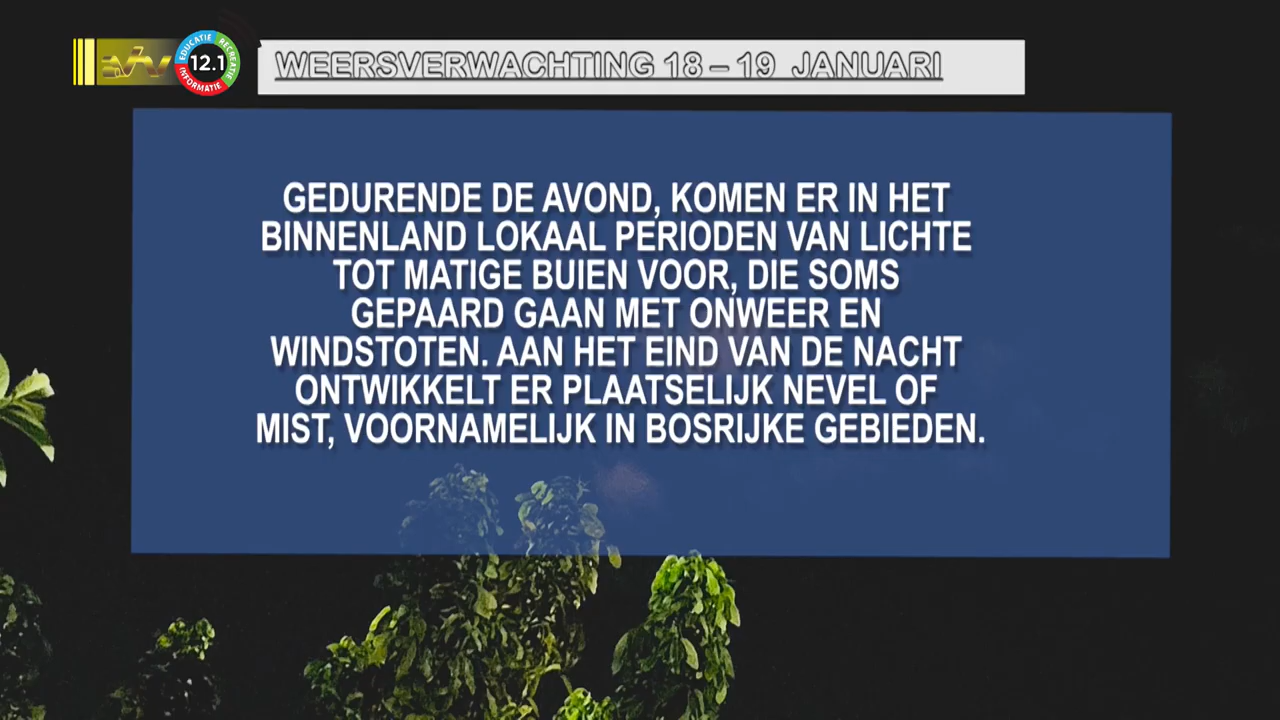 EDUCATIE
RECREATIE
INFORMATIE
12.1
WEERSVERWACHTING 18 – 19 JANUARI
GEDURENDE DE AVOND, KOMEN ER IN HET
BINNENLAND LOKAAL PERIODEN VAN LICHTE
TOT MATIGE BUIEN VOOR, DIE SOMS
GEPAARD GAAN MET ONWEER EN
WINDSTOTEN. AAN HET EIND VAN DE NACHT
ONTWIKKELT ER PLAATSELIJK NEVEL OF
MIST, VOORNAMELIJK IN BOSRIJKE GEBIEDEN.